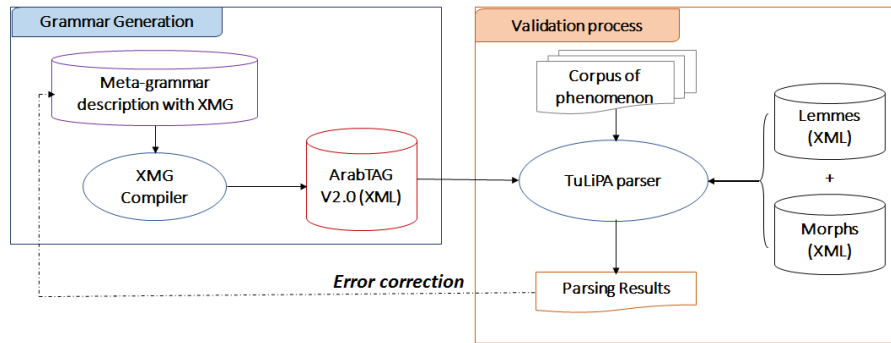 Grammar Generation
Meta-grammar
description with XMG
XMG
Compiler
ArabTAG
V2.0 (XML)
Error correction
Validation process
Corpus of
phenomenon
TuLiPA parser
Parsing Results
Lemmes
(XML)
+
Morphs
(XML)